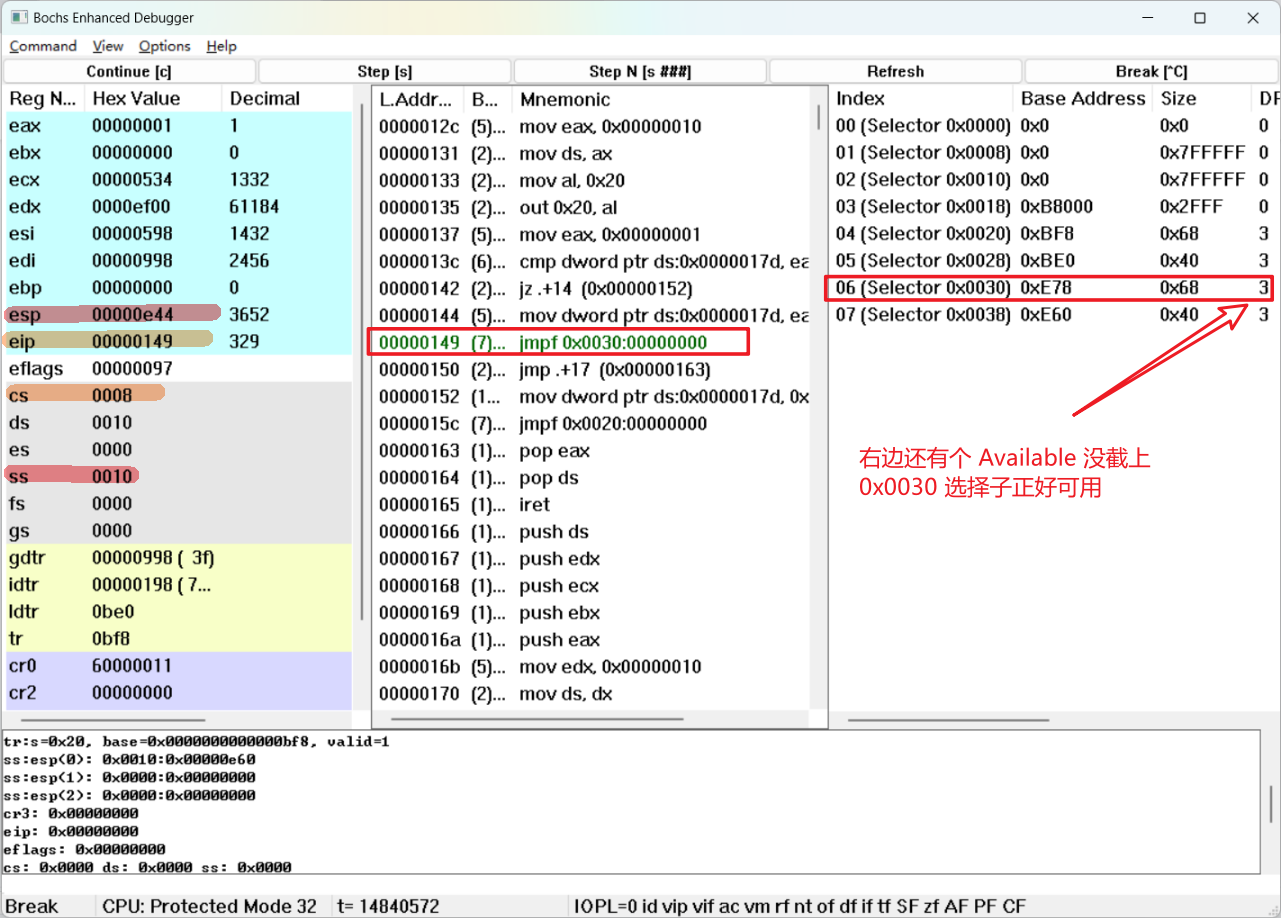 Bochs Enhanced Debugger
Command View Options Help
Continue [c] Step [s] Step N [s ###] Refresh Break [^C]
Reg N... Hex Value Decimal
eax 00000001 1
ebx 00000000 0
ecx 00000534 1332
edx 0000ef00 61184
esi 00000598 1432
edi 00000998 2456
ebp 00000000 0
esp 00000e44 3652
eip 00000149 329
eflags 00000097
cs 0008
ds 0010
es 0000
ss 0010
fs 0000
gs 0000
gdtr 00000998 ( 3f)
idtr 00000198 ( 7...
ldtr 0be0
tr 0bf8
cr0 60000011
cr2 00000000
L.Addr... B... Mnemonic
0000012c (5)... mov eax, 0x00000010
00000131 (2)... mov ds, ax
00000133 (2)... mov al, 0x20
00000135 (2)... out 0x20, al
00000137 (5)... mov eax, 0x00000001
0000013c (6)... cmp dword ptr ds:0x0000017d, ea
00000142 (2)... jz .+14 (0x00000152)
00000144 (5)... mov dword ptr ds:0x0000017d, ea
00000149 (7)... jmpf 0x0030:00000000
00000150 (2)... jmp .+17 (0x00000163)
00000152 (1... mov dword ptr ds:0x0000017d, 0x
0000015c (7)... jmpf 0x0020:00000000
00000163 (1)... pop eax
00000164 (1)... pop ds
00000165 (1)... iret
00000166 (1)... push ds
00000167 (1)... push edx
00000168 (1)... push ecx
00000169 (1)... push ebx
0000016a (1)... push eax
0000016b (5)... mov edx, 0x00000010
00000170 (2)... mov ds, dx
Index Base Address Size DP
00 (Selector 0x0000) 0x0 0x0 0
01 (Selector 0x0008) 0x0 0x7FFFFF 0
02 (Selector 0x0010) 0x0 0x7FFFFF 0
03 (Selector 0x0018) 0xB8000 0x2FFF 0
04 (Selector 0x0020) 0xBF8 0x68 3
05 (Selector 0x0028) 0xBE0 0x40 3
06 (Selector 0x0030) 0xE78 0x68 3
07 (Selector 0x0038) 0xE60 0x40 3
右边还有个 Available 没截上
0x0030 选择子正好可用
tr:s=0x20, base=0x0000000000000bf8, valid=1
ss:esp(0): 0x0010:0x00000e60
ss:esp(1): 0x0000:0x00000000
ss:esp(2): 0x0000:0x00000000
cr3: 0x00000000
eip: 0x00000000
eflags: 0x00000000
cs: 0x0000 ds: 0x0000 ss: 0x0000
Break CPU: Protected Mode 32 t= 14840572 IOPL=0 id vip vif ac vm rf nt of df if tf SF zf AF PF CF